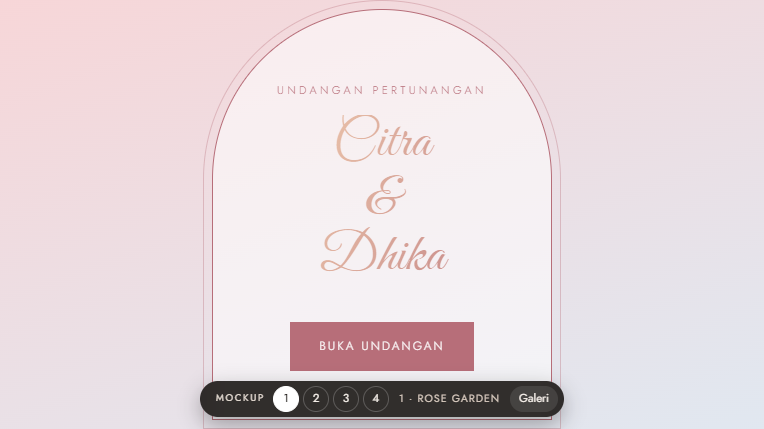 UNDANGAN PERTUNANGAN
Citra
&
Dhika
BUKA UNDANGAN
MOCKUP 1 2 3 4 1 - ROSE GARDEN Galeri